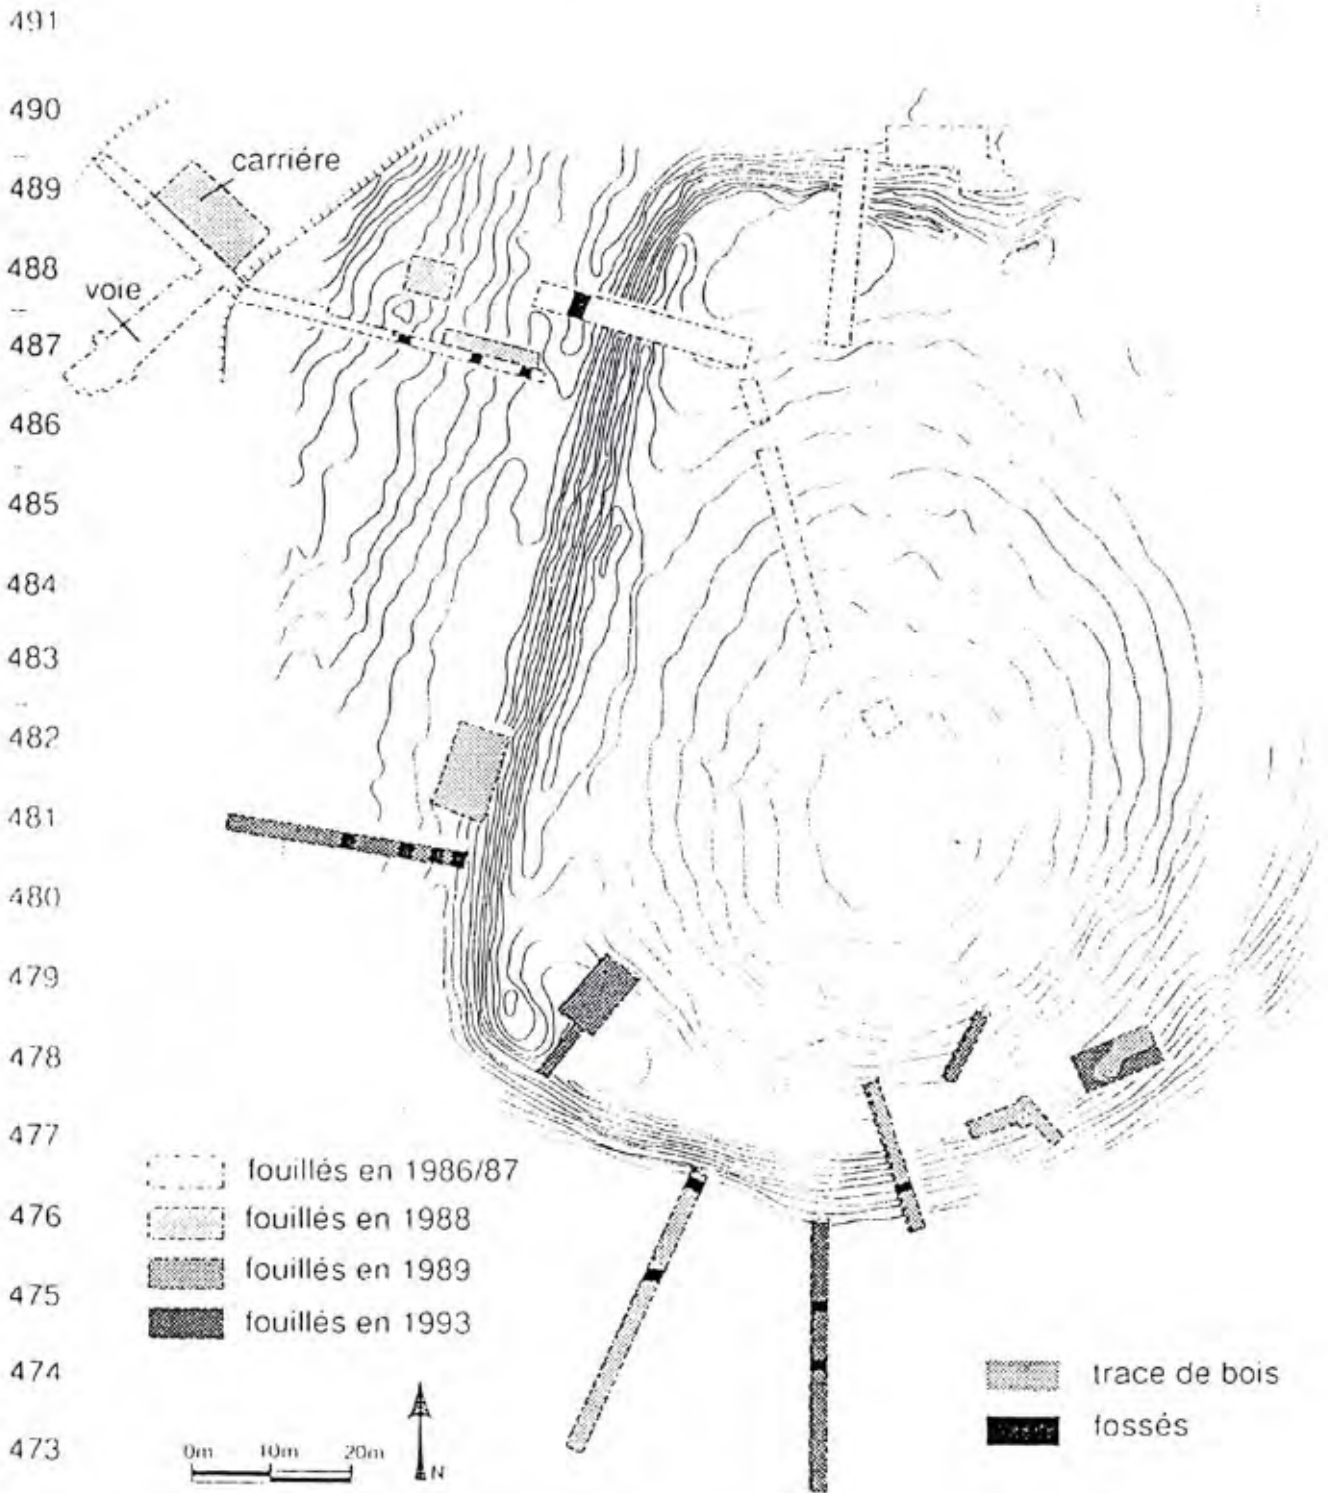 491
490
489
488
487
486
485
484
483
482
481
480
479
478
477
476
475
474
473
carriére
voie
fouillés en 1986/87
fouillés en 1988
fouillés en 1989
fouillés en 1993
0m 10m 20m
N
trace de bois
fossés